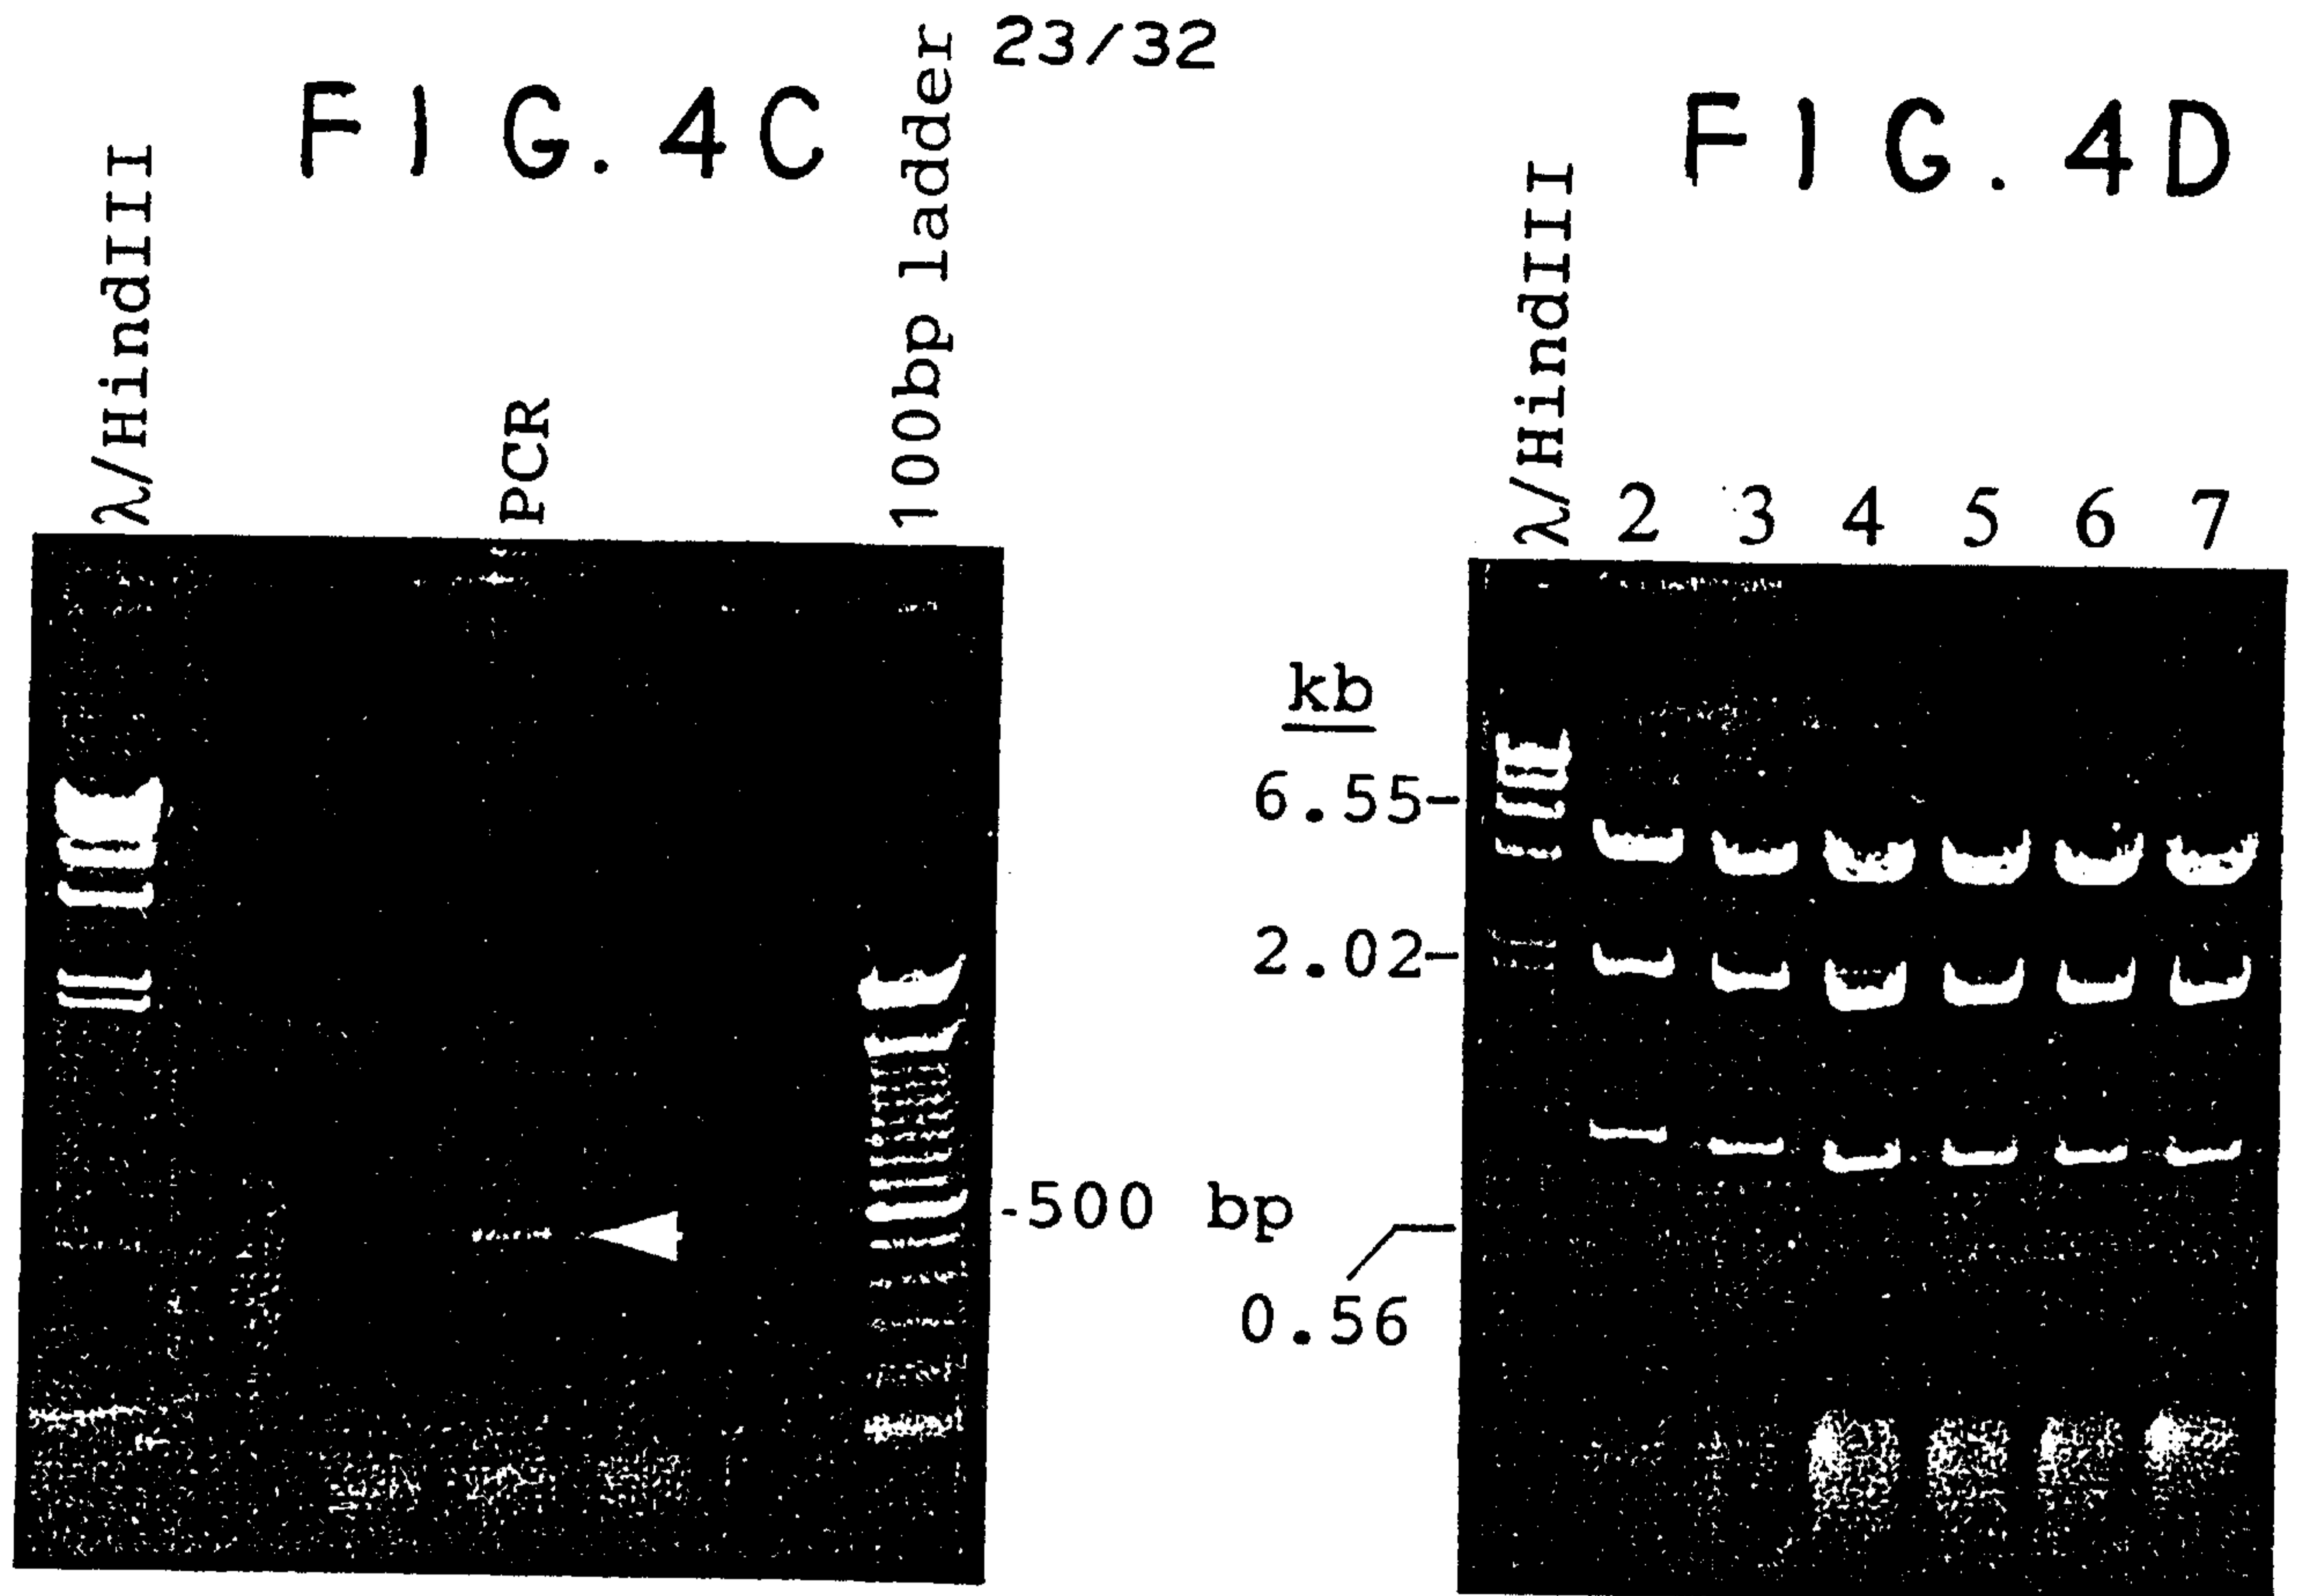 23/32
FIG.4C
λ/HindIII
PCR
100bp ladder
-500 bp
FIG.4D
λ/HindIII
2 3 4 5 6 7
kb
6.55-
2.02-
0.56